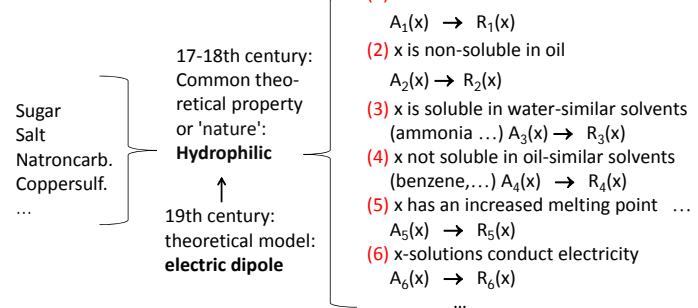 A₁(x) → R₁(x)
(2) x is non-soluble in oil
A₂(x) → R₂(x)
(3) x is soluble in water-similar solvents
(ammonia …) A₃(x) → R₃(x)
(4) x not soluble in oil-similar solvents
(benzene,…) A₄(x) → R₄(x)
(5) x has an increased melting point …
A₅(x) → R₅(x)
(6) x-solutions conduct electricity
A₆(x) → R₆(x)
...
17-18th century:
Common theo-
retical property
or 'nature':
Hydrophilic
↑
19th century:
theoretical model:
electric dipole
Sugar
Salt
Natroncarb.
Coppersulf.
…